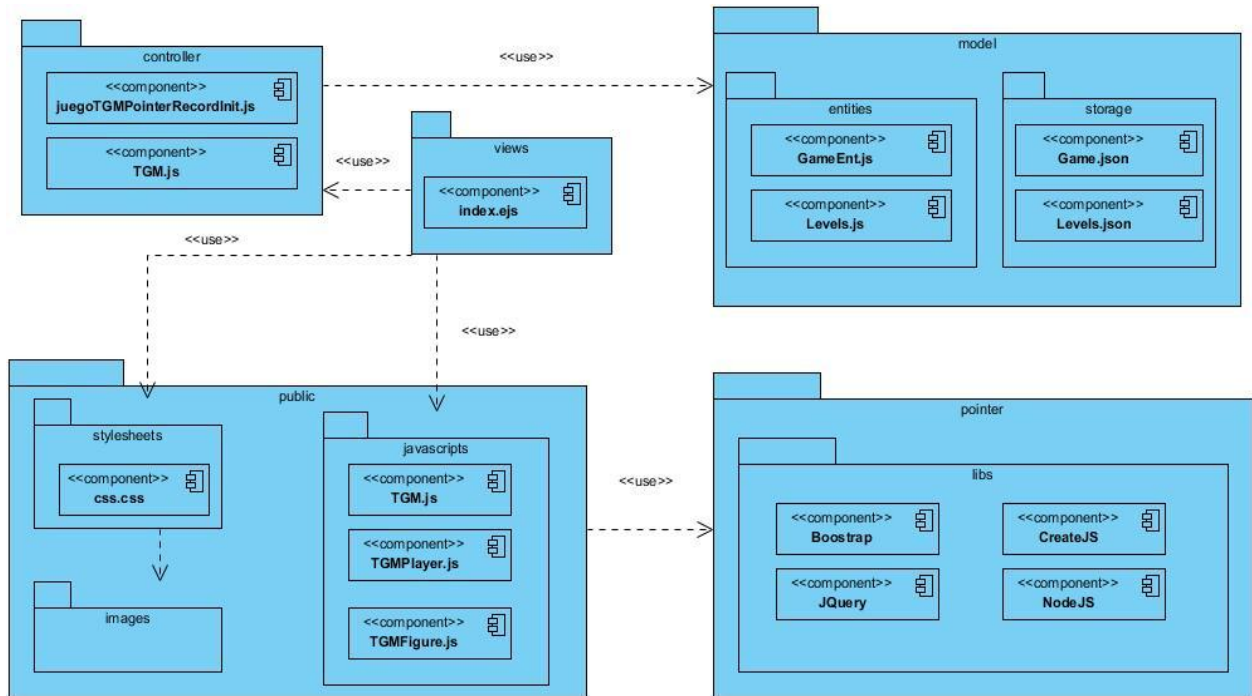 controller
<<component>>
juegoTGMPointerRecordInit.js
<<component>>
TGM.js
<<use>>
model
entities
<<component>>
GameEnt.js
<<component>>
Levels.js
storage
<<component>>
Game.json
<<component>>
Levels.json
<<use>>
views
<<component>>
index.ejs
<<use>>
<<use>>
public
stylesheets
<<component>>
css.css
images
javascripts
<<component>>
TGM.js
<<component>>
TGMPlayer.js
<<component>>
TGMFigure.js
<<use>>
pointer
libs
<<component>>
Boostrap
<<component>>
CreateJS
<<component>>
JQuery
<<component>>
NodeJS